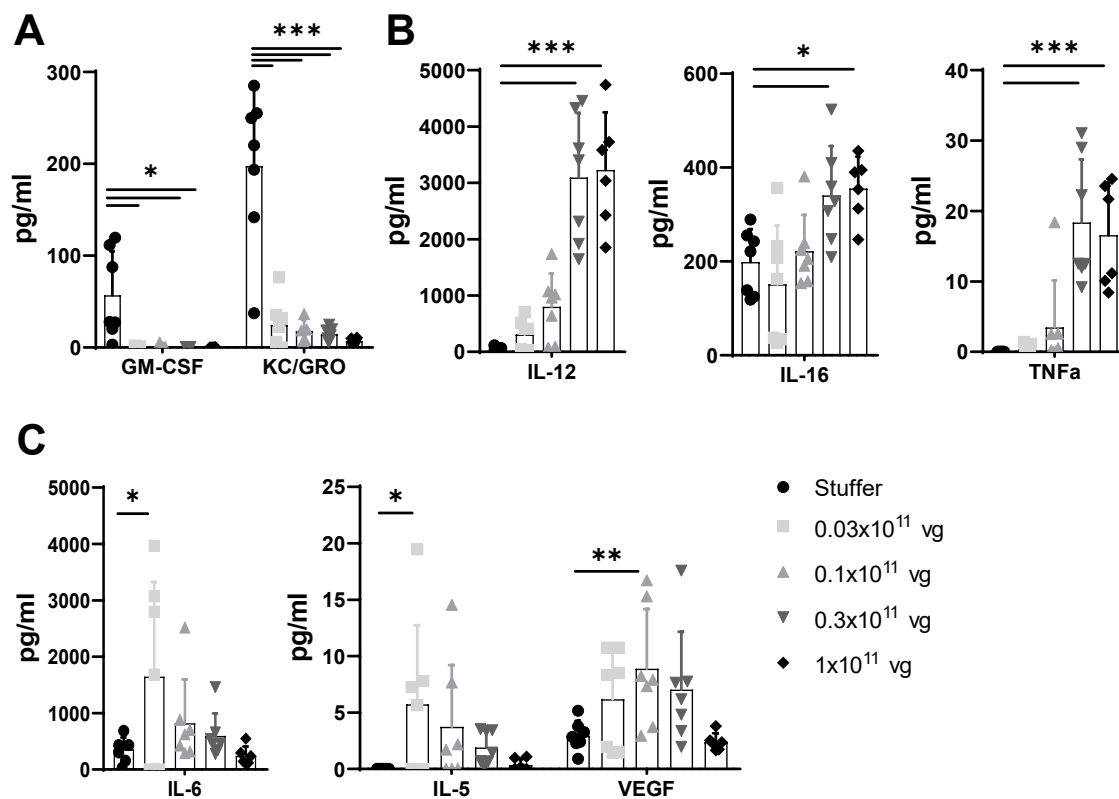 A
***
*
pg/ml
300
200
100
0
GM-CSF KC/GRO
B
***
pg/ml
5000
4000
3000
2000
1000
0
IL-12
*
pg/ml
600
400
200
0
IL-16
***
pg/ml
40
30
20
10
0
TNFa
C
*
pg/ml
5000
4000
3000
2000
1000
0
IL-6
*
**
pg/ml
25
20
15
10
5
0
IL-5 VEGF
Stuffer
0.03x10¹¹ vg
0.1x10¹¹ vg
0.3x10¹¹ vg
1x10¹¹ vg